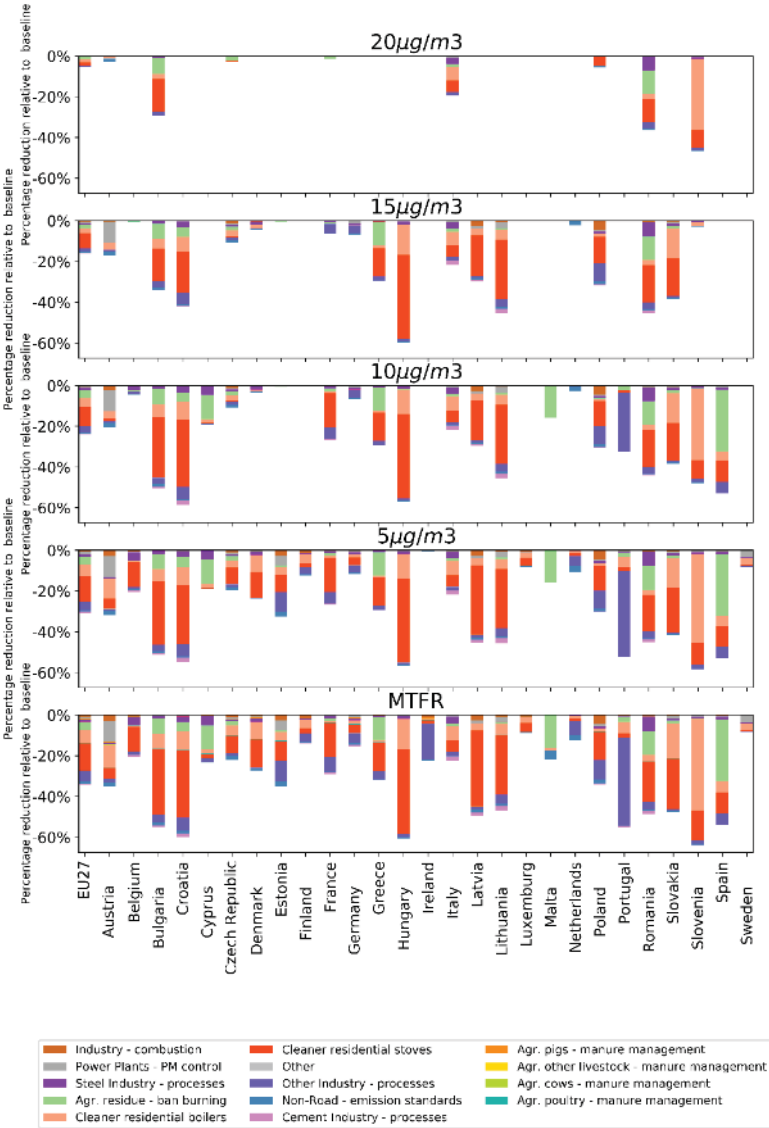 20μg/m3
Percentage reduction relative to baseline
0%
-20%
-40%
-60%
15μg/m3
Percentage reduction relative to baseline
0%
-20%
-40%
-60%
10μg/m3
Percentage reduction relative to baseline
0%
-20%
-40%
-60%
5μg/m3
Percentage reduction relative to baseline
0%
-20%
-40%
-60%
MTFR
Percentage reduction relative to baseline
0%
-20%
-40%
-60%
EU27
Austria
Belgium
Bulgaria
Croatia
Cyprus
Czech Republic
Denmark
Estonia
Finland
France
Germany
Greece
Hungary
Ireland
Italy
Latvia
Lithuania
Luxemburg
Malta
Netherlands
Poland
Portugal
Romania
Slovakia
Slovenia
Spain
Sweden
Industry - combustion
Power Plants - PM control
Steel Industry - processes
Agr. residue - ban burning
Cleaner residential boilers
Cleaner residential stoves
Other
Other Industry - processes
Non-Road - emission standards
Cement Industry - processes
Agr. pigs - manure management
Agr. other livestock - manure management
Agr. cows - manure management
Agr. poultry - manure management